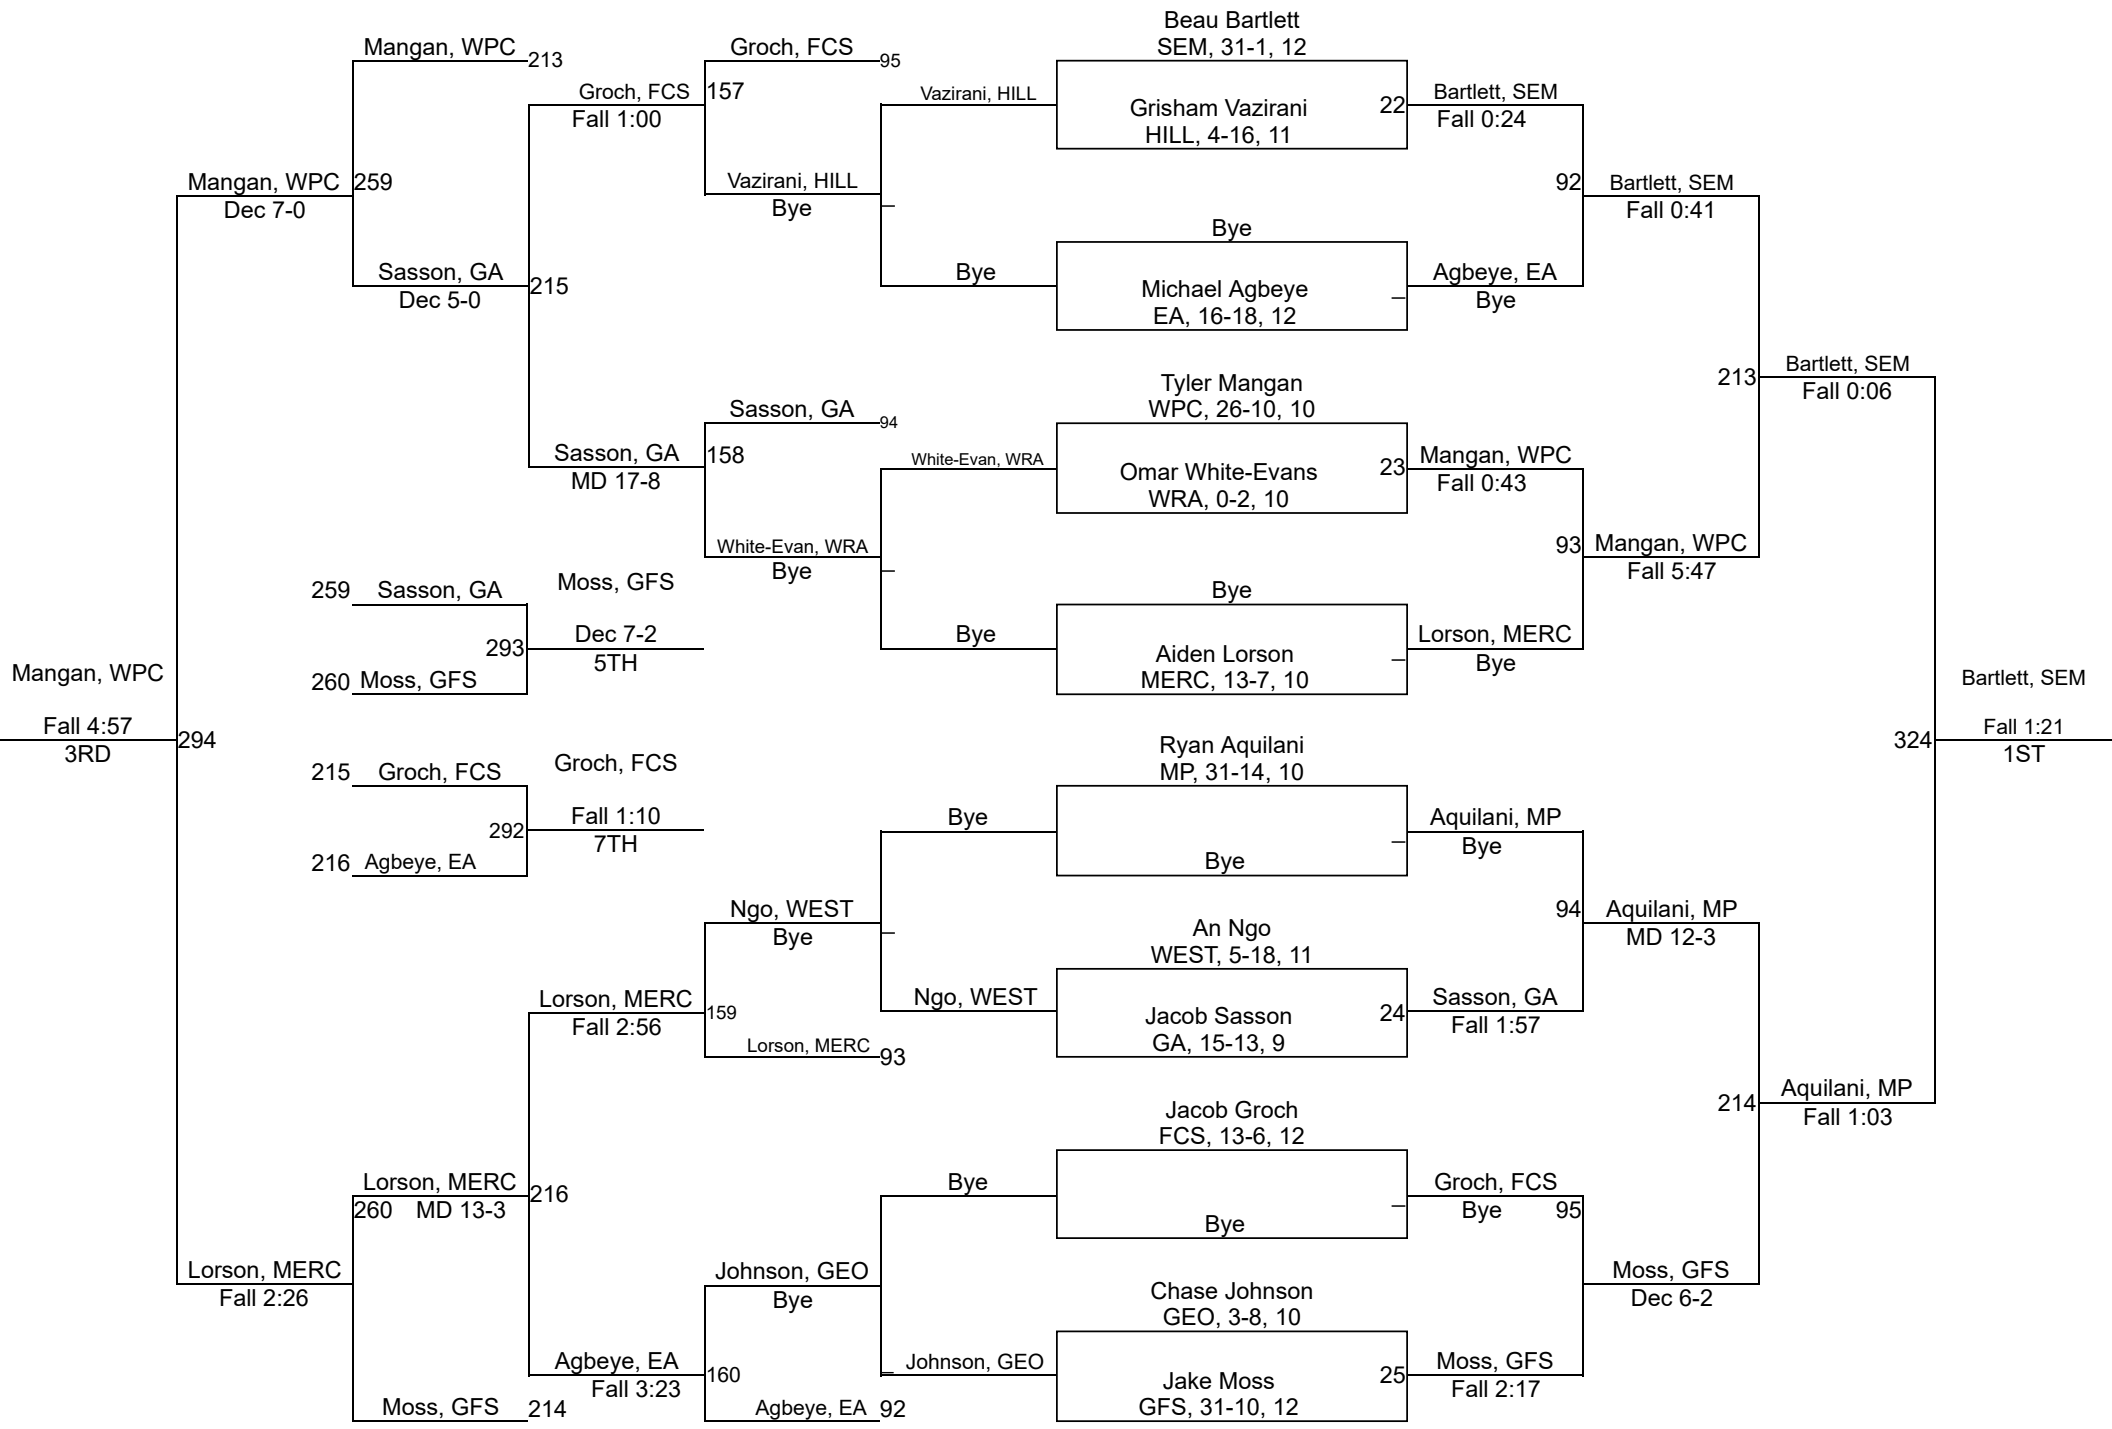 Beau Bartlett
SEM, 31-1, 12
Mangan, WPC
213
Groch, FCS
95
Groch, FCS
157
Fall 1:00
Vazirani, HILL
Grisham Vazirani
HILL, 4-16, 11
22
Bartlett, SEM
Fall 0:24
Mangan, WPC
259
Dec 7-0
Vazirani, HILL
Bye
92
Bartlett, SEM
Fall 0:41
Bye
Sasson, GA
Dec 5-0
215
Bye
Michael Agbeye
EA, 16-18, 12
Agbeye, EA
Bye
213
Bartlett, SEM
Fall 0:06
Tyler Mangan
WPC, 26-10, 10
Sasson, GA
94
Sasson, GA
158
MD 17-8
White-Evan, WRA
Omar White-Evans
WRA, 0-2, 10
23
Mangan, WPC
Fall 0:43
White-Evan, WRA
Bye
93
Mangan, WPC
Fall 5:47
259
Sasson, GA
Moss, GFS
Bye
293
Dec 7-2
5TH
Bye
Aiden Lorson
MERC, 13-7, 10
Lorson, MERC
Bye
260
Moss, GFS
Mangan, WPC
Fall 4:57
3RD
294
Bartlett, SEM
324
Fall 1:21
1ST
Ryan Aquilani
MP, 31-14, 10
215
Groch, FCS
Groch, FCS
292
Fall 1:10
7TH
Bye
Bye
Aquilani, MP
Bye
216
Agbeye, EA
Ngo, WEST
Bye
94
Aquilani, MP
MD 12-3
An Ngo
WEST, 5-18, 11
Lorson, MERC
Fall 2:56
159
Ngo, WEST
Jacob Sasson
GA, 15-13, 9
24
Sasson, GA
Fall 1:57
Lorson, MERC
93
214
Aquilani, MP
Fall 1:03
Jacob Groch
FCS, 13-6, 12
Lorson, MERC
260
MD 13-3
216
Bye
Bye
Groch, FCS
Bye
95
Lorson, MERC
Fall 2:26
Johnson, GEO
Bye
Moss, GFS
Dec 6-2
Chase Johnson
GEO, 3-8, 10
Agbeye, EA
Fall 3:23
160
Johnson, GEO
Jake Moss
GFS, 31-10, 12
25
Moss, GFS
Fall 2:17
Moss, GFS
214
Agbeye, EA
92